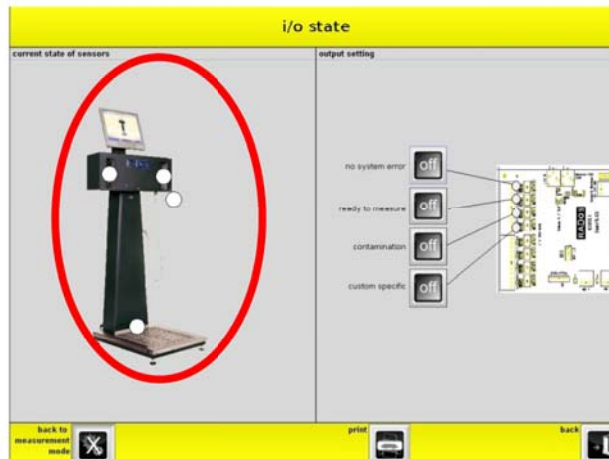 i/o state
current state of sensors
output setting
no system error
off
ready to measure
off
contamination
off
custom specific
off
RADOS
back to
measurement
mode
print
back